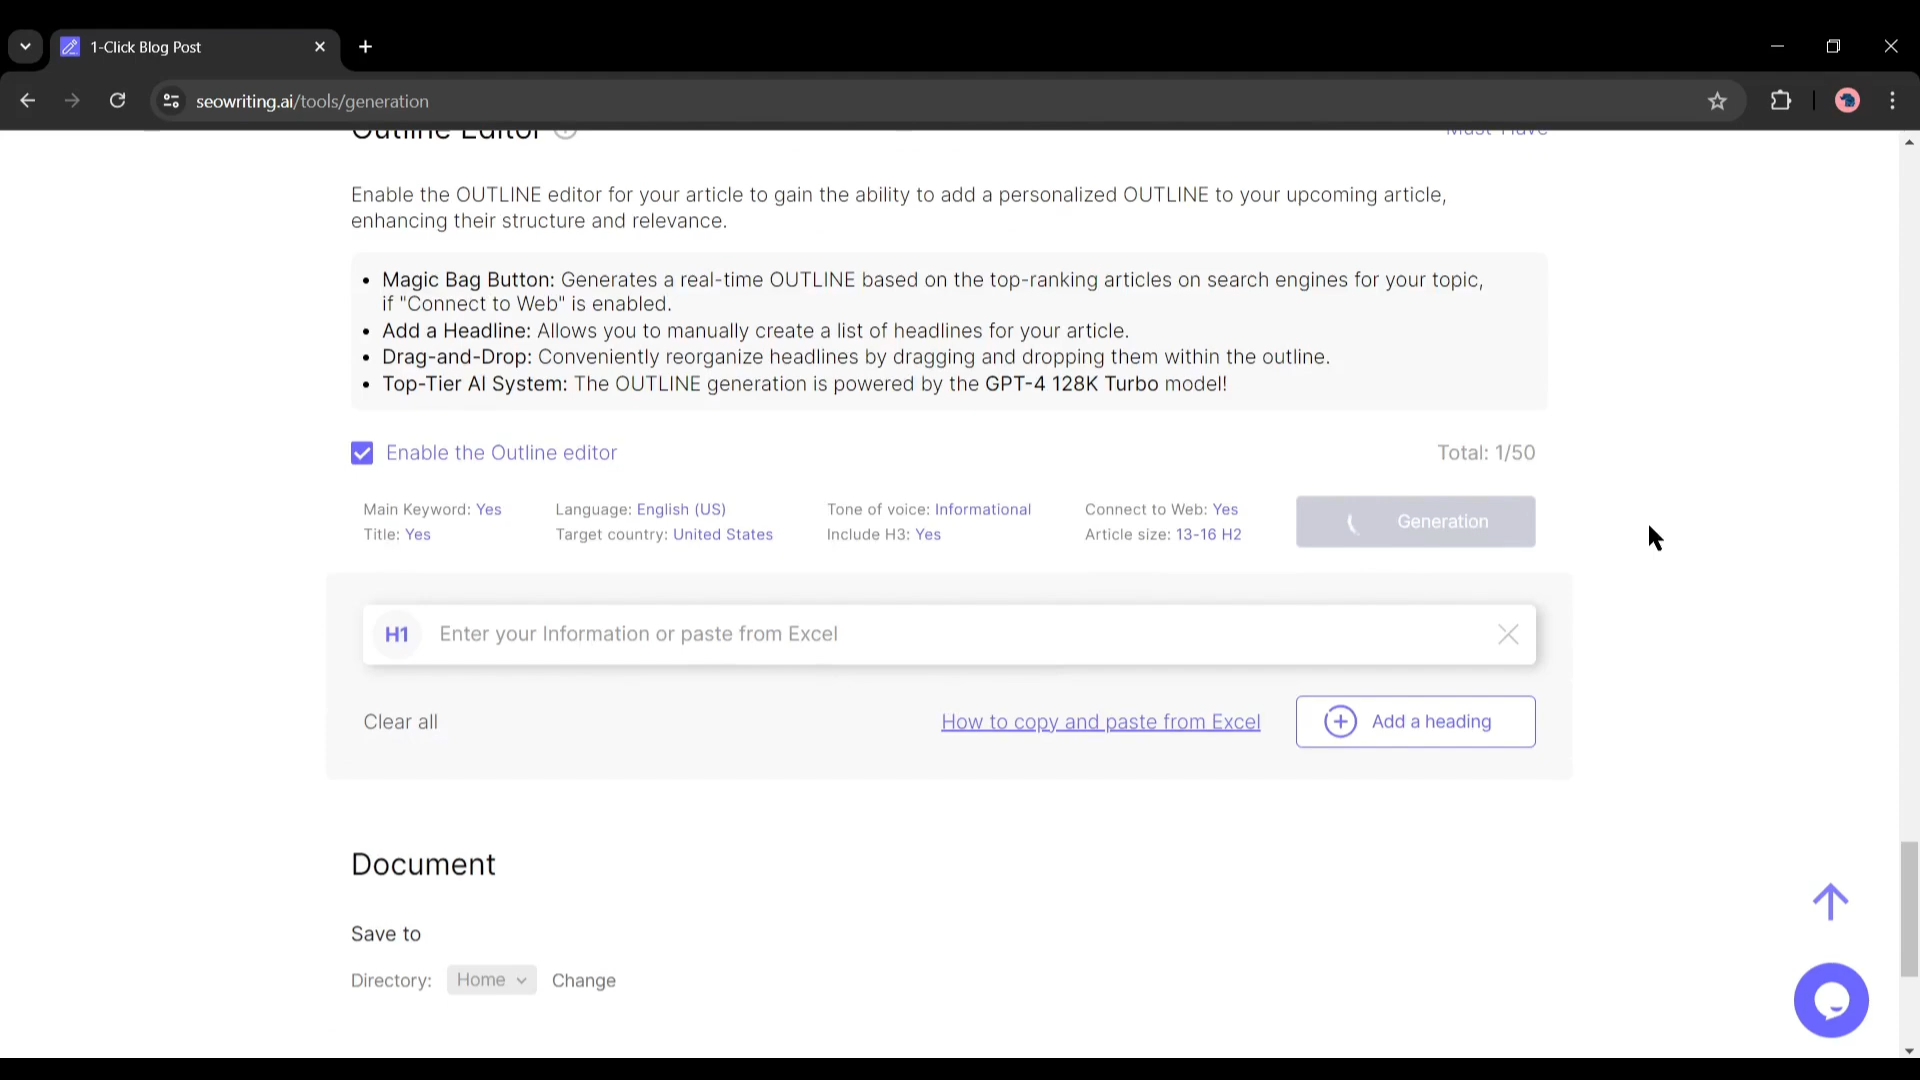 1-Click Blog Post
seowriting.ai/tools/generation
Outline Editor
Must-Have
Enable the OUTLINE editor for your article to gain the ability to add a personalized OUTLINE to your upcoming article,
enhancing their structure and relevance.
• Magic Bag Button: Generates a real-time OUTLINE based on the top-ranking articles on search engines for your topic,
if "Connect to Web" is enabled.
• Add a Headline: Allows you to manually create a list of headlines for your article.
• Drag-and-Drop: Conveniently reorganize headlines by dragging and dropping them within the outline.
• Top-Tier AI System: The OUTLINE generation is powered by the GPT-4 128K Turbo model!
Enable the Outline editor
Total: 1/50
Main Keyword: Yes
Title: Yes
Language: English (US)
Target country: United States
Tone of voice: Informational
Include H3: Yes
Connect to Web: Yes
Article size: 13-16 H2
Generation
H1 Enter your Information or paste from Excel
Clear all
How to copy and paste from Excel
Add a heading
Document
Save to
Directory: Home Change